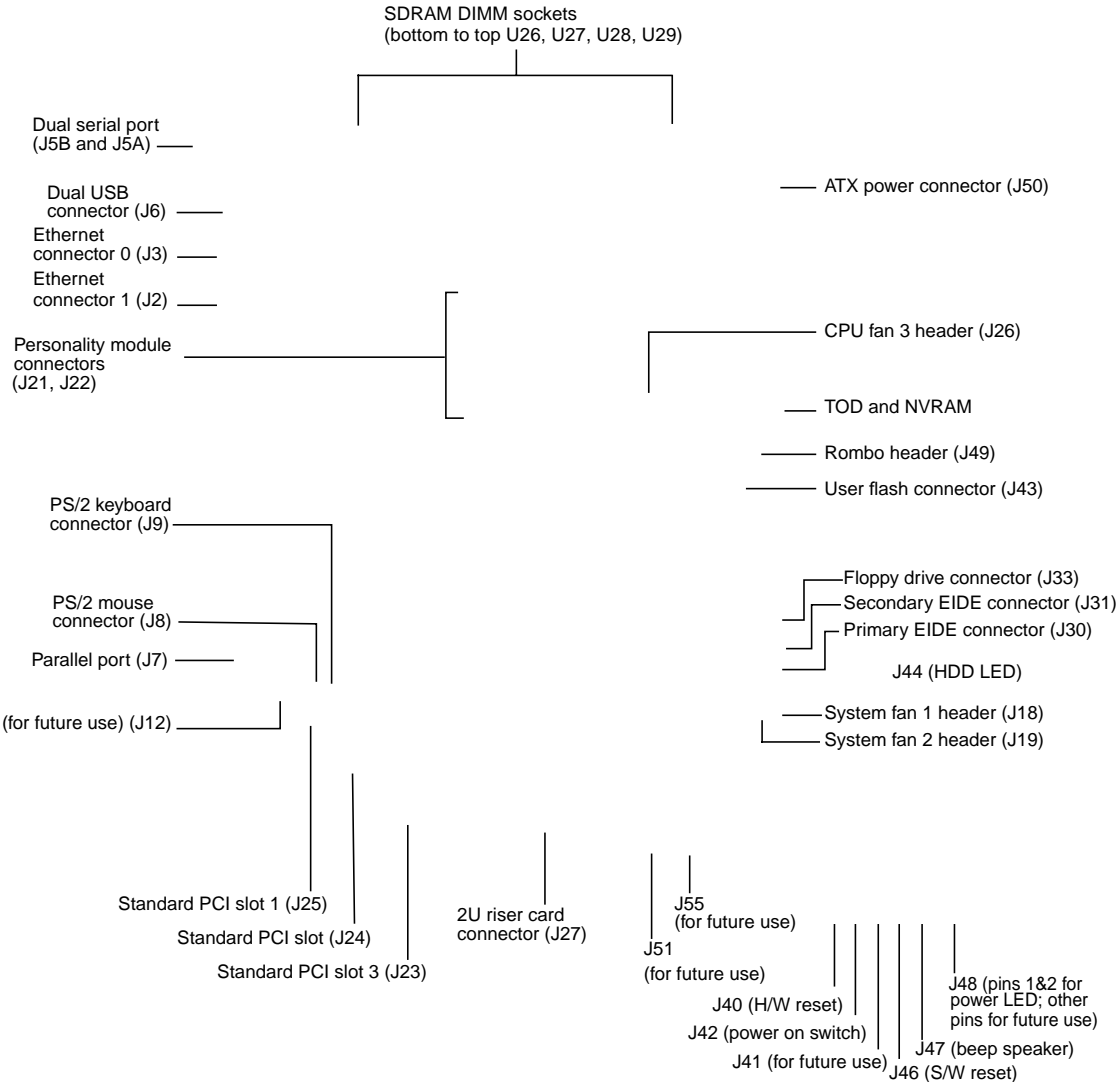 SDRAM DIMM sockets
(bottom to top U26, U27, U28, U29)
Dual serial port
(J5B and J5A)
ATX power connector (J50)
Dual USB
connector (J6)
Ethernet
connector 0 (J3)
Ethernet
connector 1 (J2)
CPU fan 3 header (J26)
Personality module
connectors
(J21, J22)
TOD and NVRAM
Rombo header (J49)
User flash connector (J43)
PS/2 keyboard
connector (J9)
Floppy drive connector (J33)
Secondary EIDE connector (J31)
Primary EIDE connector (J30)
PS/2 mouse
connector (J8)
Parallel port (J7)
J44 (HDD LED)
(for future use) (J12)
System fan 1 header (J18)
System fan 2 header (J19)
Standard PCI slot 1 (J25)
Standard PCI slot (J24)
Standard PCI slot 3 (J23)
2U riser card
connector (J27)
J55
(for future use)
J51
(for future use)
J40 (H/W reset)
J42 (power on switch)
J41 (for future use)
J48 (pins 1&2 for
power LED; other
pins for future use)
J47 (beep speaker)
J46 (S/W reset)